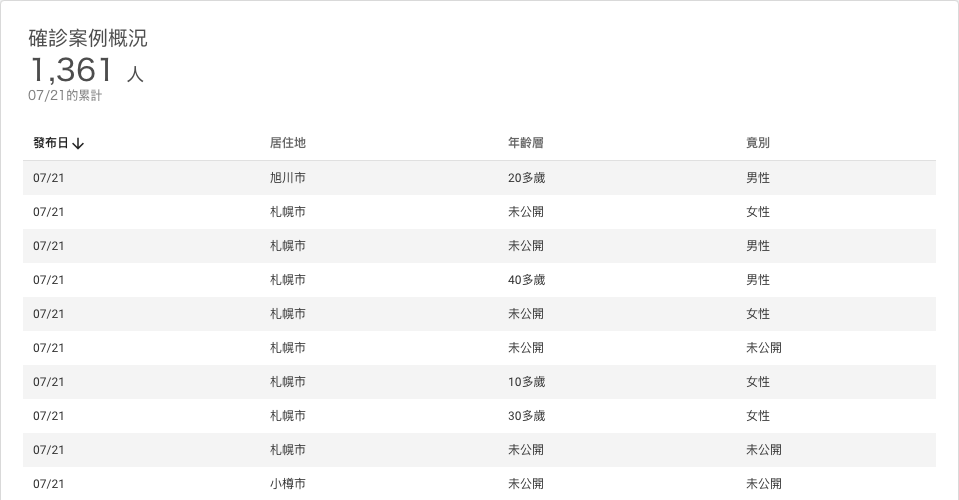 確診案例概況
1,361 人
07/21的累計
發布日↓ 居住地 年齡層 竟別
07/21 旭川市 20多歲 男性
07/21 札幌市 未公開 女性
07/21 札幌市 未公開 男性
07/21 札幌市 40多歲 男性
07/21 札幌市 未公開 女性
07/21 札幌市 未公開 未公開
07/21 札幌市 10多歲 女性
07/21 札幌市 30多歲 女性
07/21 札幌市 未公開 未公開
07/21 小樽市 未公開 未公開